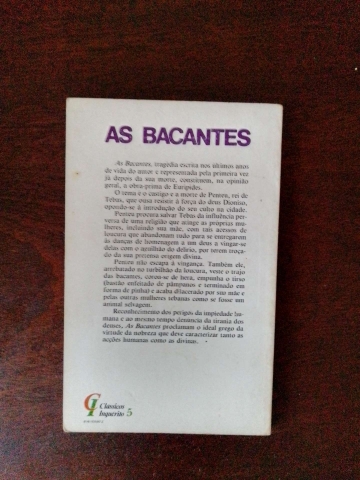 AS BACANTES
As Bacantes, tragédia escrita nos últimos anos
de vida do autor e representada pela primeira vez
já depois da sua morte, constituem, na opinião
geral, a obra-prima de Eurípides.
O tema é o castigo e a morte de Penteu, rei de
Tebas, que ousa resistir à força do deus Dioniso,
opondo-se à introdução do seu culto na cidade.
Penteu procura salvar Tebas da influência per-
versa de uma religião que atinge as próprias mu-
lheres, incluindo sua mãe, com tais acessos de
loucura que abandonam tudo para se entregarem
às danças de homenagem a um deus a vingar-se
delas com o aguilhão do delírio, por terem troça-
do da sua pretensa origem divina.
Penteu não escapa à vingança. Também ele,
arrebatado no turbilhão da loucura, veste o trajo
das bacantes, coroa-se de hera, empunha o tirso
(bastão enfeitado de pâmpanos e terminado em
forma de pinha) e acaba dilacerado por sua mãe e
pelas outras mulheres tebanas como se fosse um
animal selvagem.
Reconhecimento dos perigos da impiedade hu-
mana e ao mesmo tempo denúncia da tirania dos
deuses, As Bacantes proclamam o ideal grego da
virtude da nobreza que deve caracterizar tanto as
acções humanas como as divinas.
CI Clássicos
Inquérito 5